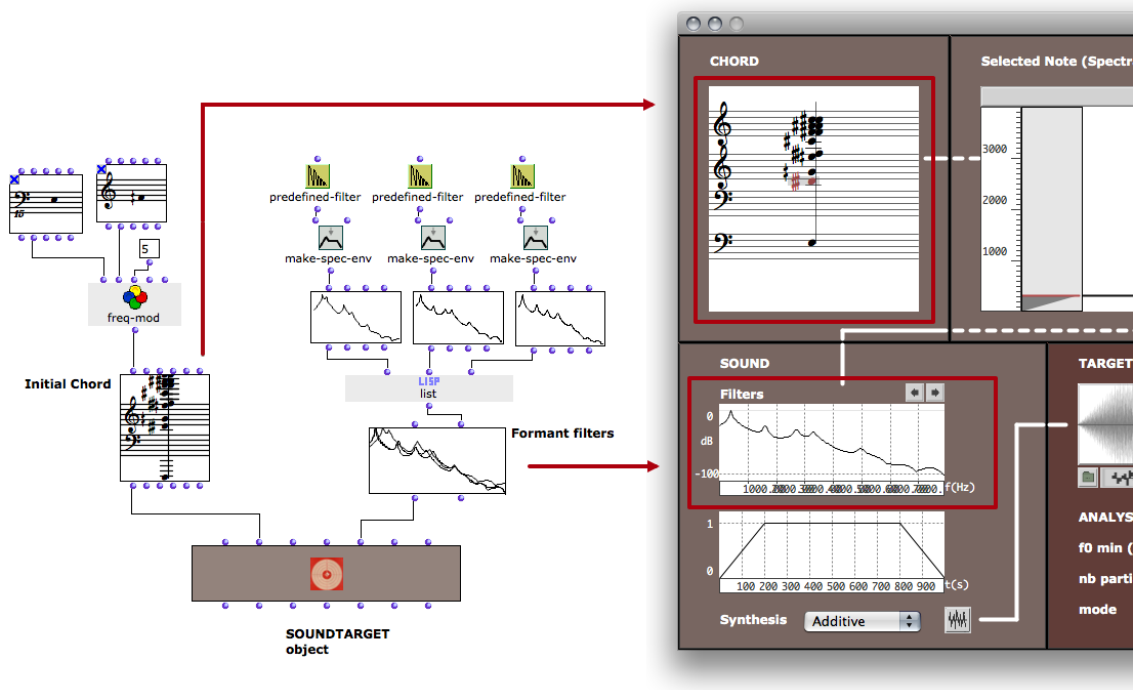 15
5
freq-mod
Initial Chord
predefined-filter predefined-filter predefined-filter
make-spec-env make-spec-env make-spec-env
LISP
list
Formant filters
SOUNDTARGET
object
CHORD
Selected Note (Spectr
3000
2000
1000
SOUND
Filters
0
dB
-100
f(Hz)
1
0
100 200 300 400 500 600 700 800 900 t(s)
Synthesis Additive
TARGET
ANALYS
f0 min (
nb parti
mode